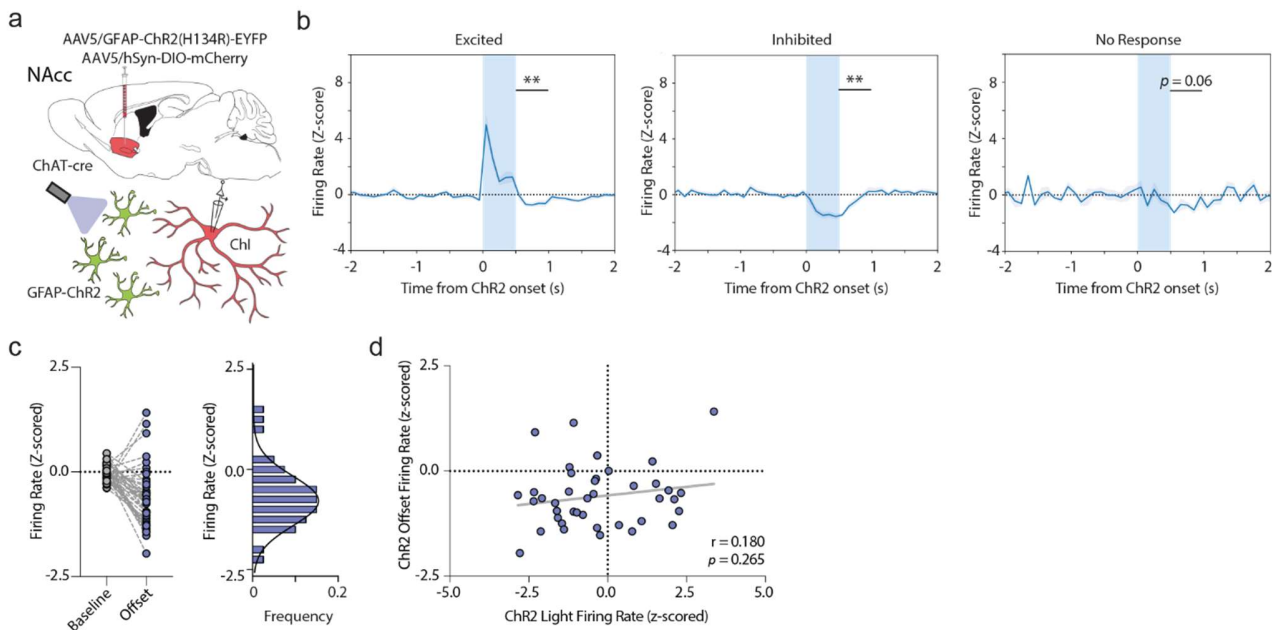 a
AAV5/GFAP-ChR2(H134R)-EYFP
AAV5/hSyn-DIO-mCherry
NAcc
ChAT-cre
ChI
GFAP-ChR2
b
Excited
Firing Rate (Z-score)
8
4
0
-4
**
-2
-1
0
1
2
Time from ChR2 onset (s)
Inhibited
Firing Rate (Z-score)
8
4
0
-4
**
-2
-1
0
1
2
Time from ChR2 onset (s)
No Response
Firing Rate (Z-score)
8
4
0
-4
p = 0.06
-2
-1
0
1
2
Time from ChR2 onset (s)
c
Firing Rate (Z-scored)
2.5
0.0
-2.5
Baseline
Offset
Firing Rate (Z-scored)
2.5
0.0
-2.5
0
0.2
Frequency
d
ChR2 Offset Firing Rate (z-scored)
2.5
0.0
-2.5
r = 0.180
p = 0.265
-5.0
-2.5
0.0
2.5
5.0
ChR2 Light Firing Rate (z-scored)